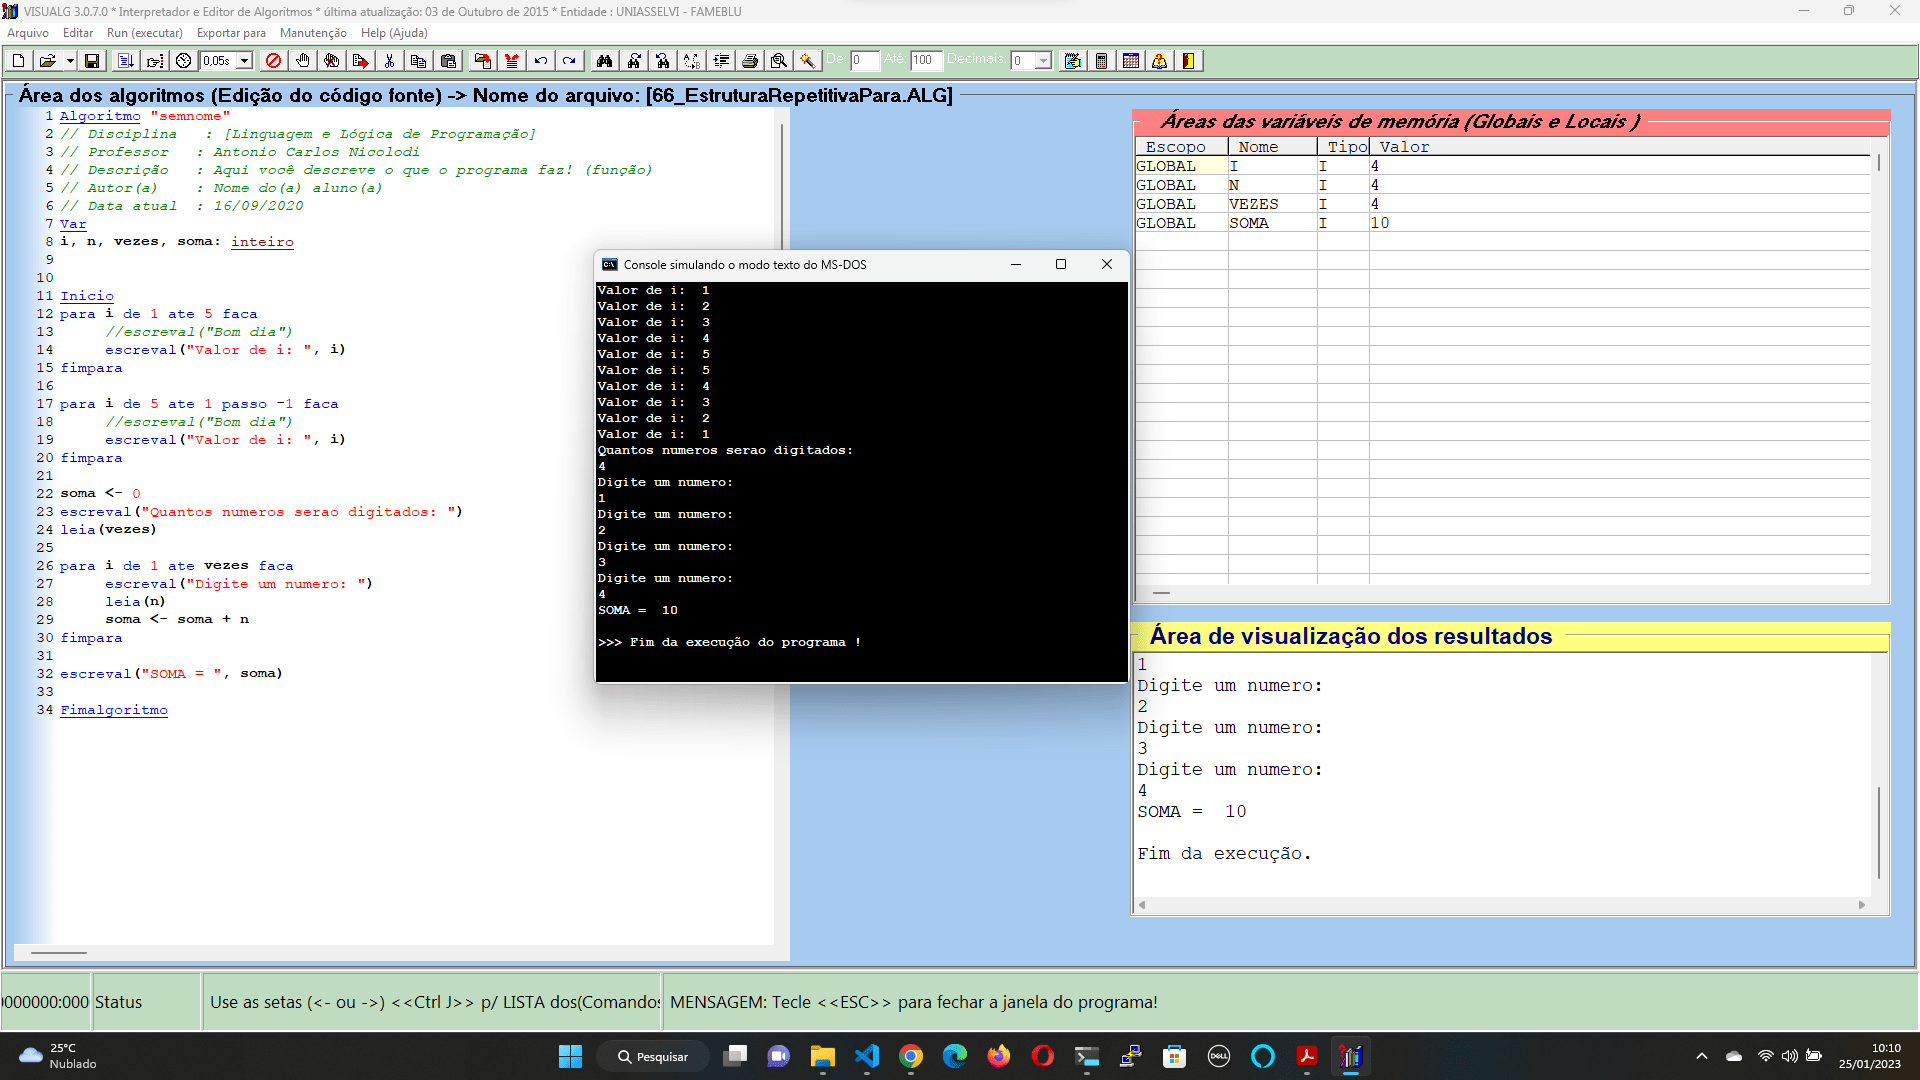 VISUALG 3.0.7.0 * Interpretador e Editor de Algoritmos * última atualização: 03 de Outubro de 2015 * Entidade : UNIASSELVI - FAMEBLU
Arquivo Editar Run (executar) Exportar para Manutenção Help (Ajuda)
0,05s De: 0 Até: 100 Decimais: 0
Área dos algoritmos (Edição do código fonte) -> Nome do arquivo: [66_EstruturaRepetitivaPara.ALG]
1 Algoritmo "semnome"
2 // Disciplina : [Linguagem e Lógica de Programação]
3 // Professor : Antonio Carlos Nicolodi
4 // Descrição : Aqui você descreve o que o programa faz! (função)
5 // Autor(a) : Nome do(a) aluno(a)
6 // Data atual : 16/09/2020
7 Var
8 i, n, vezes, soma: inteiro
9
10
11 Inicio
12 para i de 1 ate 5 faca
13 //escreval("Bom dia")
14 escreval("Valor de i: ", i)
15 fimpara
16
17 para i de 5 ate 1 passo -1 faca
18 //escreval("Bom dia")
19 escreval("Valor de i: ", i)
20 fimpara
21
22 soma <- 0
23 escreval("Quantos numeros serao digitados: ")
24 leia(vezes)
25
26 para i de 1 ate vezes faca
27 escreval("Digite um numero: ")
28 leia(n)
29 soma <- soma + n
30 fimpara
31
32 escreval("SOMA = ", soma)
33
34 Fimalgoritmo
Console simulando o modo texto do MS-DOS
Valor de i: 1
Valor de i: 2
Valor de i: 3
Valor de i: 4
Valor de i: 5
Valor de i: 5
Valor de i: 4
Valor de i: 3
Valor de i: 2
Valor de i: 1
Quantos numeros serao digitados:
4
Digite um numero:
1
Digite um numero:
2
Digite um numero:
3
Digite um numero:
4
SOMA = 10
>>> Fim da execução do programa !
Áreas das variáveis de memória (Globais e Locais )
Escopo Nome Tipo Valor
GLOBAL I I 4
GLOBAL N I 4
GLOBAL VEZES I 4
GLOBAL SOMA I 10
Área de visualização dos resultados
1
Digite um numero:
2
Digite um numero:
3
Digite um numero:
4
SOMA = 10
Fim da execução.
0000000:000 Status Use as setas (<- ou ->) <<Ctrl J>> p/ LISTA dos(Comandos MENSAGEM: Tecle <<ESC>> para fechar a janela do programa!
25°C
Nublado
Pesquisar
DELL
10:10
25/01/2023